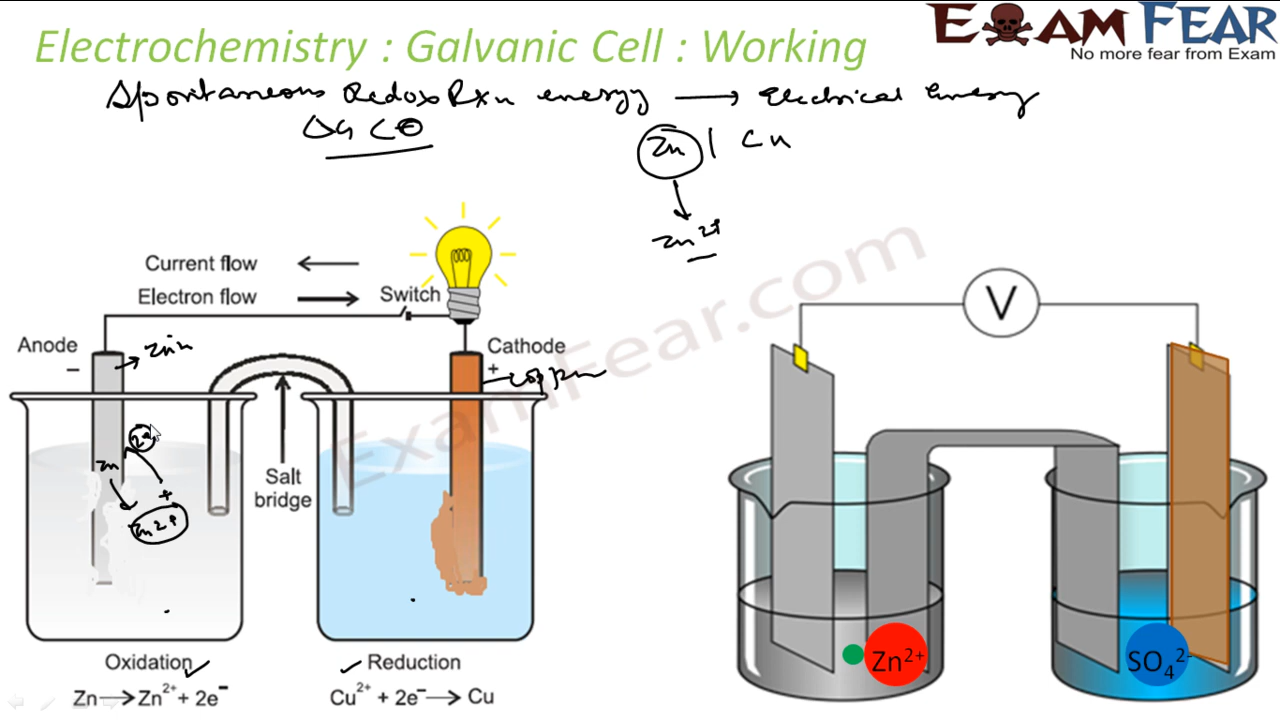 Electrochemistry : Galvanic Cell : Working
EXAM FEAR
No more fear from Exam
Spontaneous Redox Rxn energy → Electrical energy
ΔG < 0
Zn | Cu
Zn2+
Current flow ←
Electron flow →
Switch
V
Anode
−
Zinc
Cathode
+
copper
2e-
Zn
+
Zn2+
Salt
bridge
ExamFear.com
Zn²⁺
SO₄²⁻
Oxidation ✓
✓ Reduction
Zn → Zn²⁺ + 2e⁻
Cu²⁺ + 2e⁻ → Cu